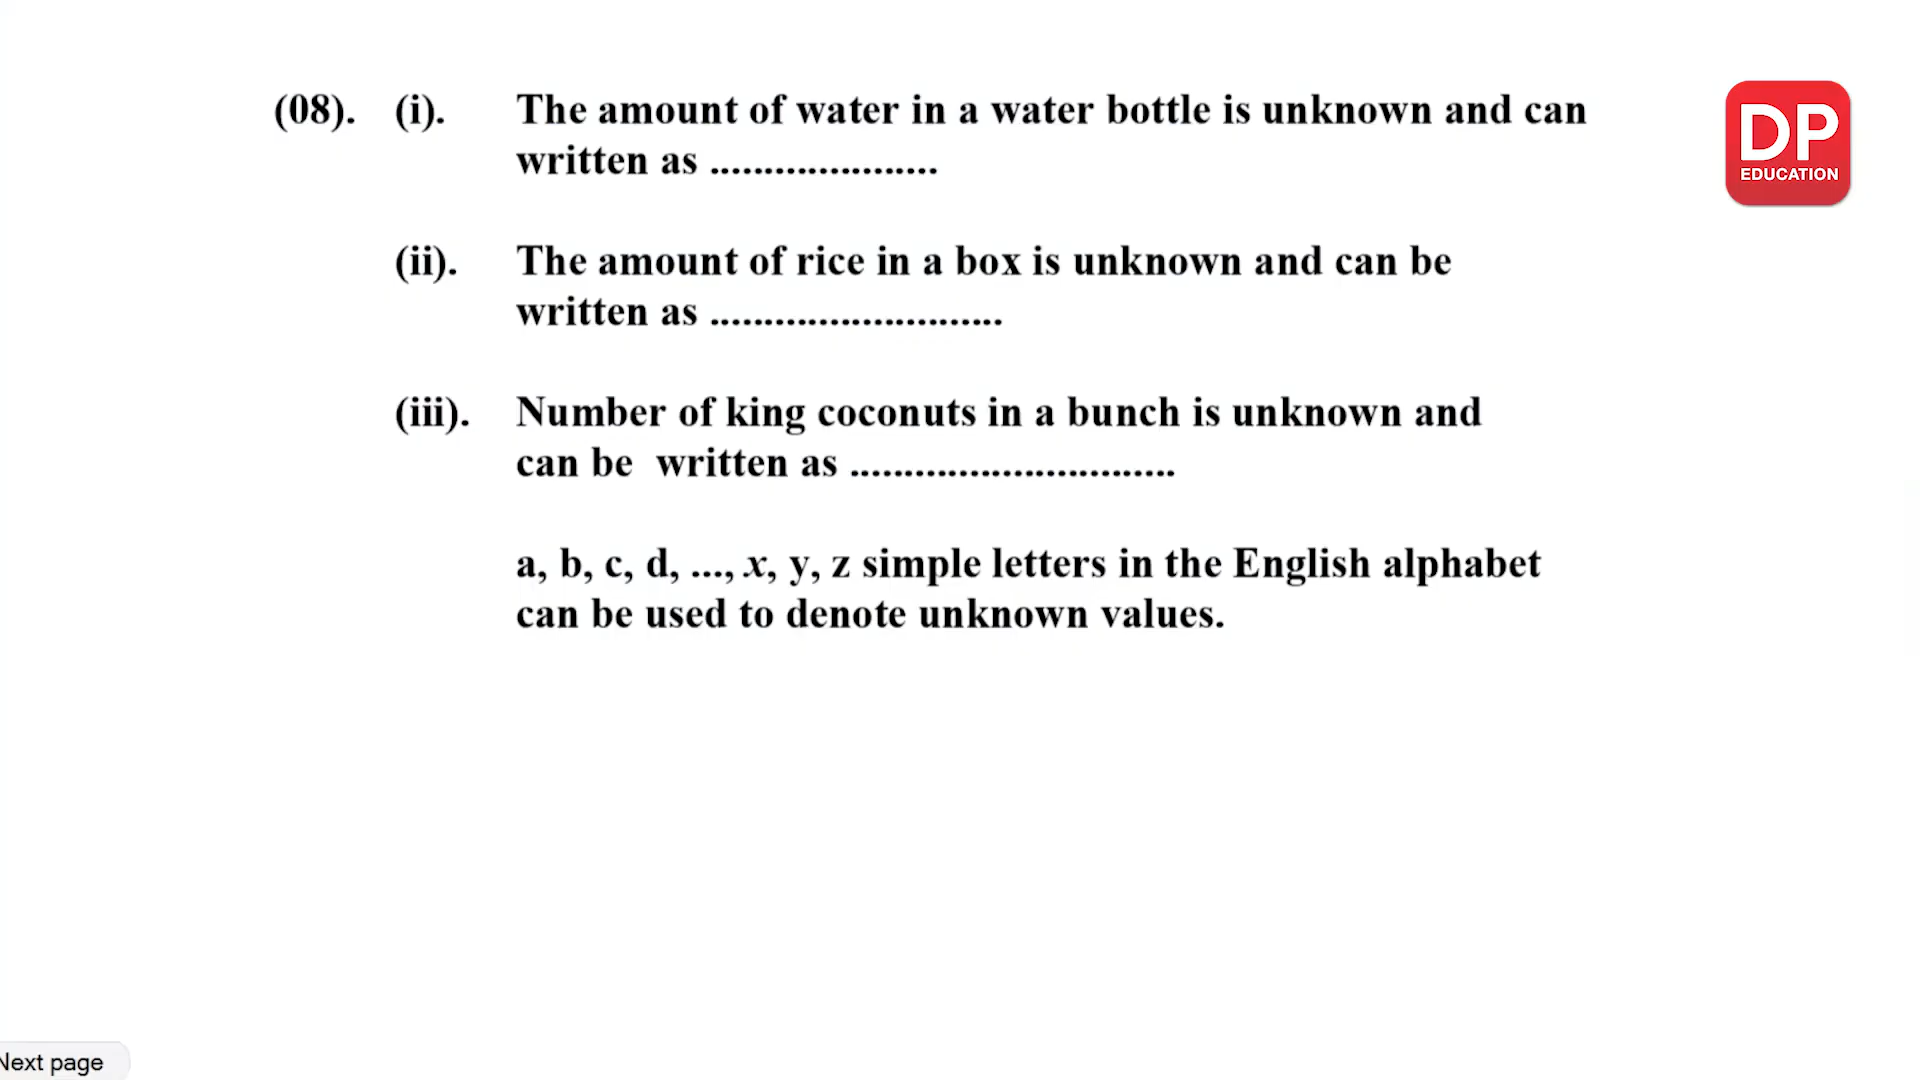 (08). (i). The amount of water in a water bottle is unknown and can
written as .....................
(ii). The amount of rice in a box is unknown and can be
written as ...........................
(iii). Number of king coconuts in a bunch is unknown and
can be written as ..............................
a, b, c, d, ..., x, y, z simple letters in the English alphabet
can be used to denote unknown values.
DP
EDUCATION
Next page